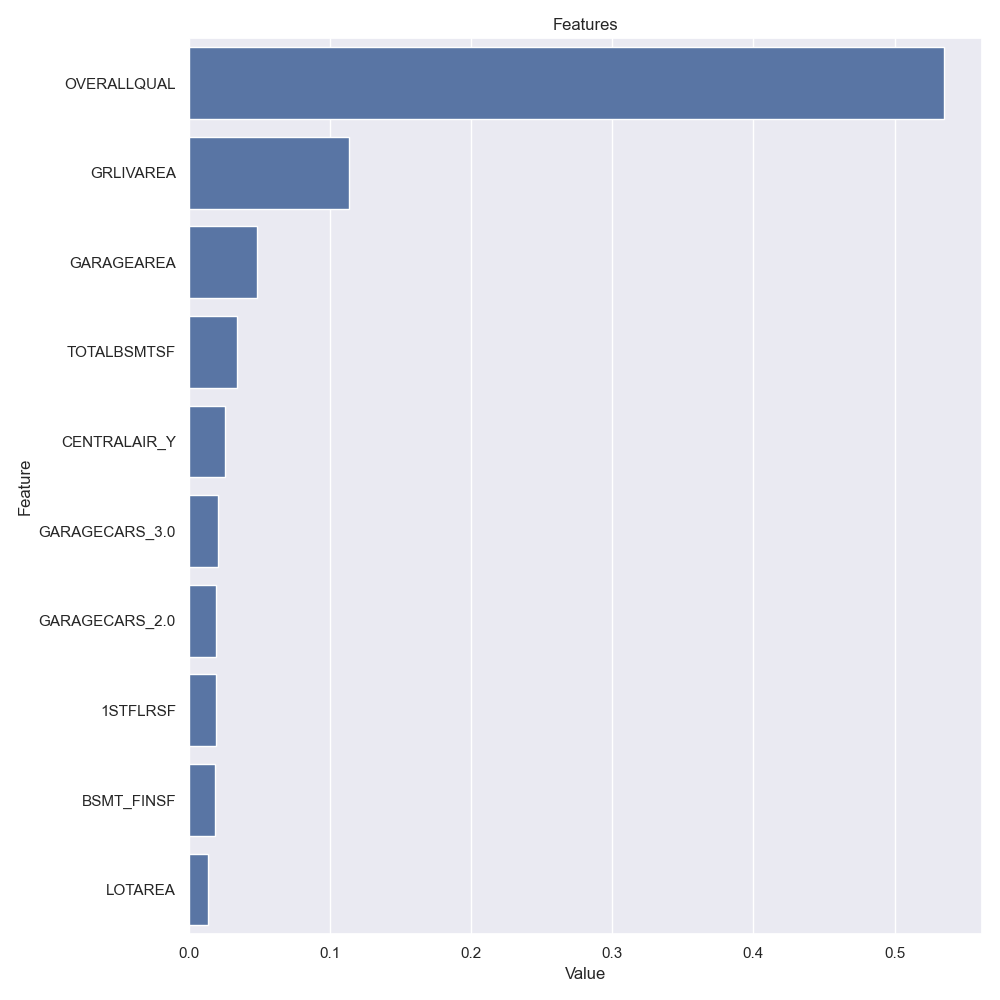 Features
OVERALLQUAL
GRLIVAREA
GARAGEAREA
TOTALBSMTSF
CENTRALAIR_Y
GARAGECARS_3.0
GARAGECARS_2.0
1STFLRSF
BSMT_FINSF
LOTAREA
Feature
0.0 0.1 0.2 0.3 0.4 0.5
Value